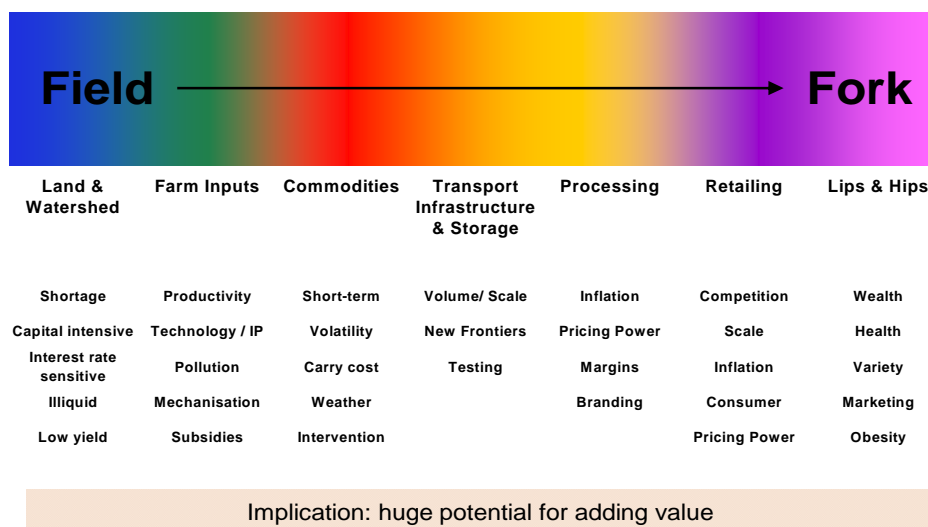 Field Fork
Land & Farm Inputs Commodities Transport Processing Retailing Lips & Hips
Watershed Infrastructure
& Storage
Shortage Productivity Short-term Volume/ Scale Inflation Competition Wealth
Capital intensive Technology / IP Volatility New Frontiers Pricing Power Scale Health
Interest rate
sensitive Pollution Carry cost Testing Margins Inflation Variety
Illiquid Mechanisation Weather Branding Consumer Marketing
Low yield Subsidies Intervention Pricing Power Obesity
Implication: huge potential for adding value